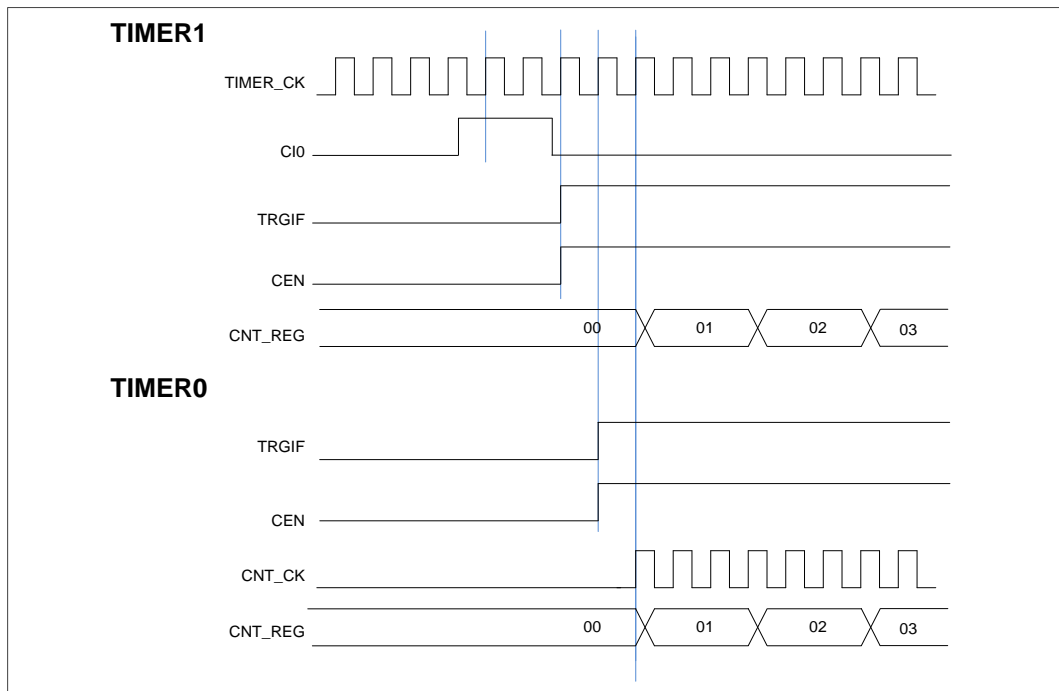 TIMER1
TIMER_CK
CI0
TRGIF
CEN
CNT_REG 00 01 02 03
TIMER0
TRGIF
CEN
CNT_CK
CNT_REG 00 01 02 03